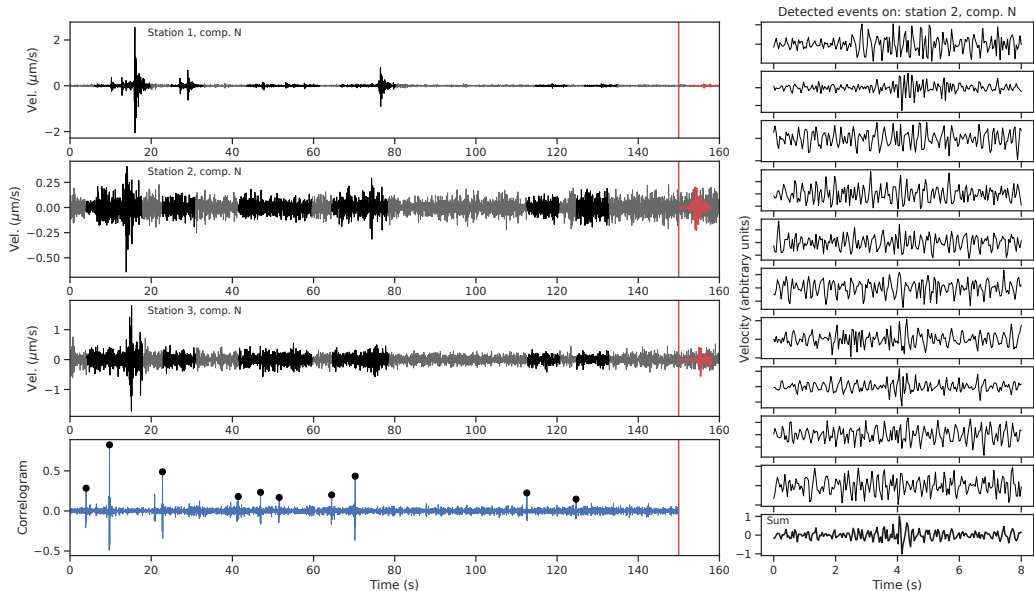 Station 1, comp. N
Vel. (μm/s)
2
0
−2
0 20 40 60 80 100 120 140 160
Station 2, comp. N
Vel. (μm/s)
0.25
0.00
−0.25
−0.50
0 20 40 60 80 100 120 140 160
Station 3, comp. N
Vel. (μm/s)
1
0
−1
0 20 40 60 80 100 120 140 160
Correlogram
0.5
0.0
−0.5
0 20 40 60 80 100 120 140 160
Time (s)
Detected events on: station 2, comp. N
Velocity (arbitrary units)
Sum
1
0
−1
0 2 4 6 8
Time (s)